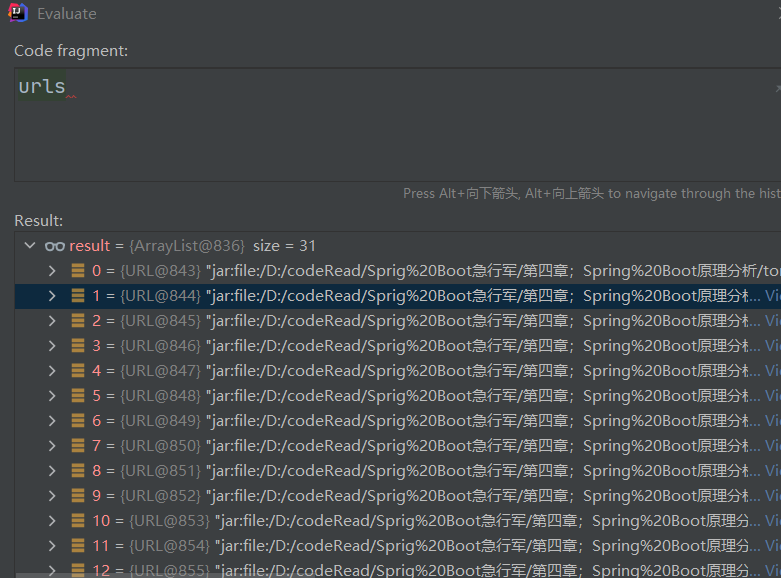 Evaluate
Code fragment:
urls
Press Alt+向下箭头, Alt+向上箭头 to navigate through the hist
Result:
result = {ArrayList@836} size = 31
0 = {URL@843} "jar:file:/D:/codeRead/Sprig%20Boot急行军/第四章；Spring%20Boot原理分析/tor
1 = {URL@844} "jar:file:/D:/codeRead/Sprig%20Boot急行军/第四章；Spring%20Boot原理分析... Vi
2 = {URL@845} "jar:file:/D:/codeRead/Sprig%20Boot急行军/第四章；Spring%20Boot原理分析... Vi
3 = {URL@846} "jar:file:/D:/codeRead/Sprig%20Boot急行军/第四章；Spring%20Boot原理分析... Vi
4 = {URL@847} "jar:file:/D:/codeRead/Sprig%20Boot急行军/第四章；Spring%20Boot原理分析... Vi
5 = {URL@848} "jar:file:/D:/codeRead/Sprig%20Boot急行军/第四章；Spring%20Boot原理分析... Vi
6 = {URL@849} "jar:file:/D:/codeRead/Sprig%20Boot急行军/第四章；Spring%20Boot原理分析... Vi
7 = {URL@850} "jar:file:/D:/codeRead/Sprig%20Boot急行军/第四章；Spring%20Boot原理分析... Vi
8 = {URL@851} "jar:file:/D:/codeRead/Sprig%20Boot急行军/第四章；Spring%20Boot原理分析... Vi
9 = {URL@852} "jar:file:/D:/codeRead/Sprig%20Boot急行军/第四章；Spring%20Boot原理分析... Vi
10 = {URL@853} "jar:file:/D:/codeRead/Sprig%20Boot急行军/第四章；Spring%20Boot原理分... Vi
11 = {URL@854} "jar:file:/D:/codeRead/Sprig%20Boot急行军/第四章；Spring%20Boot原理分... Vi
12 = {URL@855} "jar:file:/D:/codeRead/Sprig%20Boot急行军/第四章；Spring%20Boot原理分... Vi